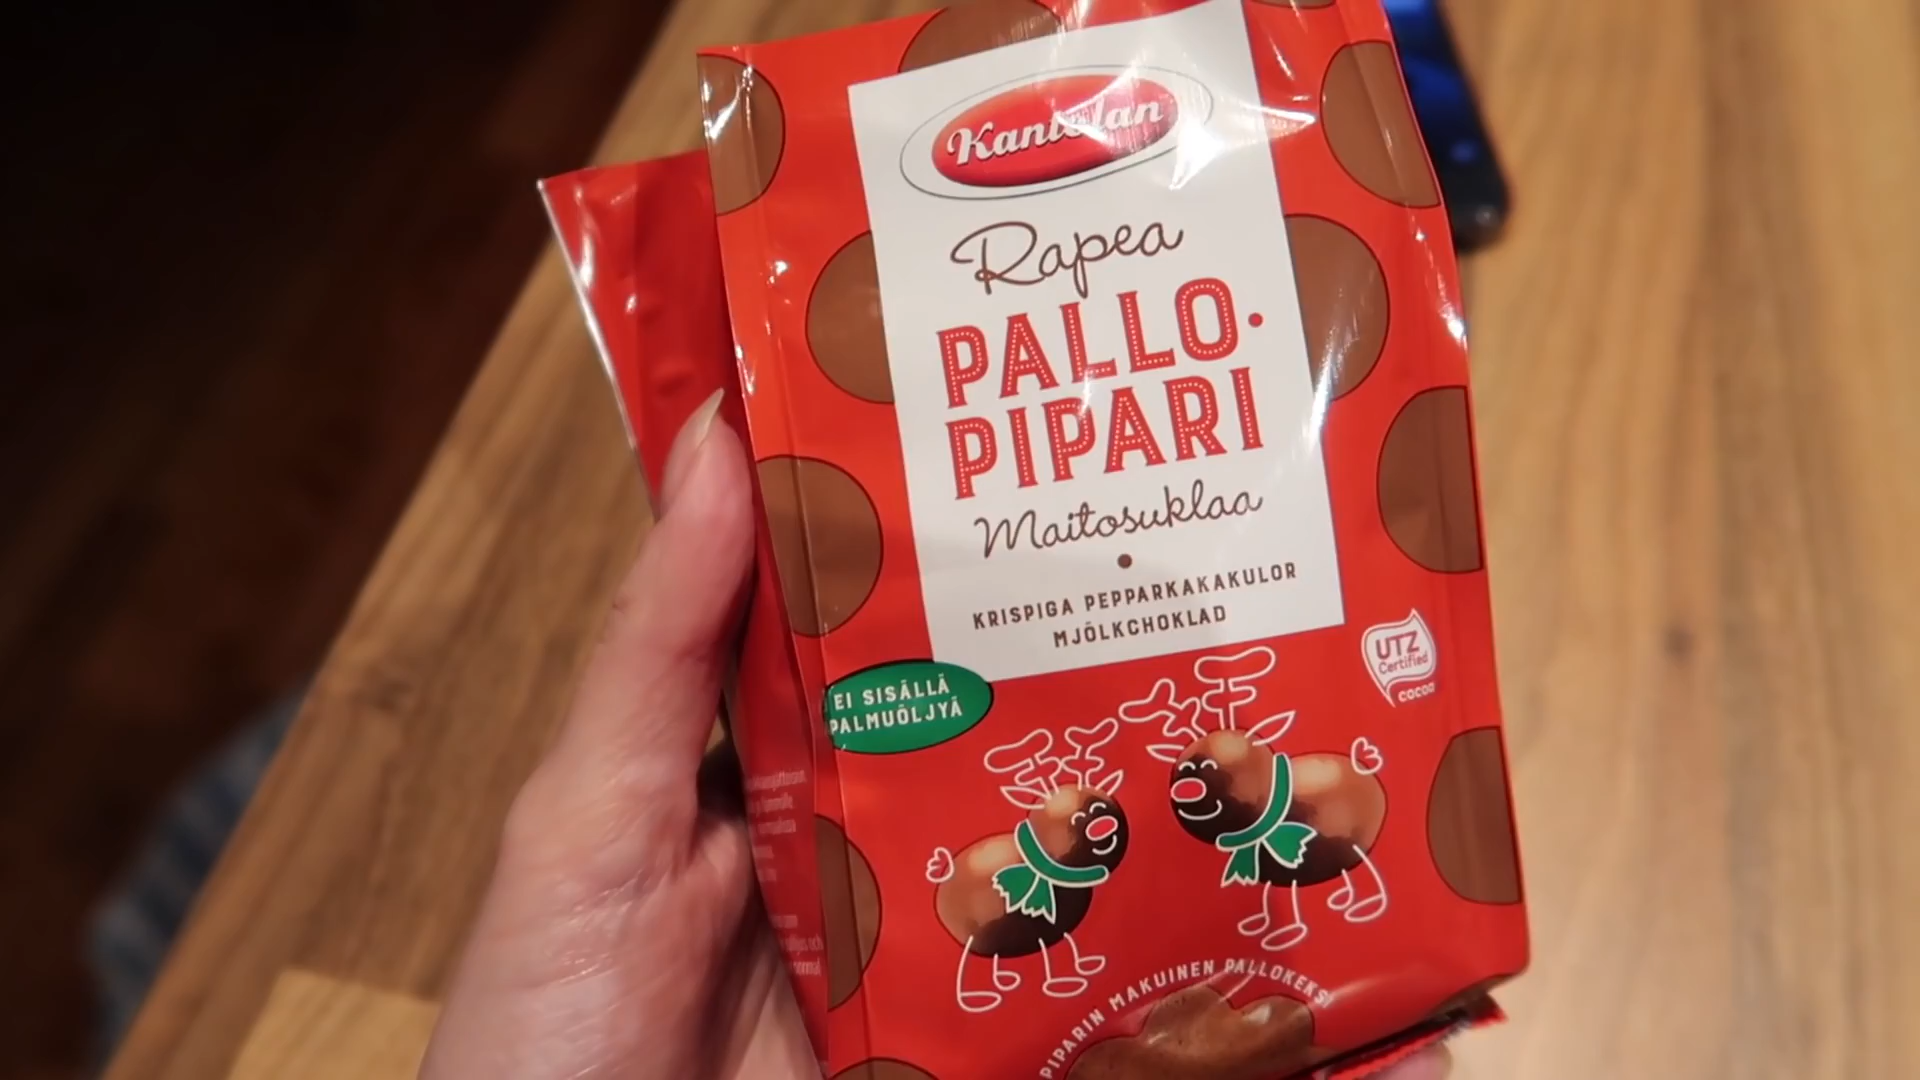 Kantolan
Rapea
PALLO•
PIPARI
Maitosuklaa
KRISPIGA PEPPARKAKAKULOR
MJÖLKCHOKLAD
UTZ
Certified
cocoa
EI SISÄLLÄ
PALMUÖLJYÄ
PIPARIN MAKUINEN PALLOKEKSI